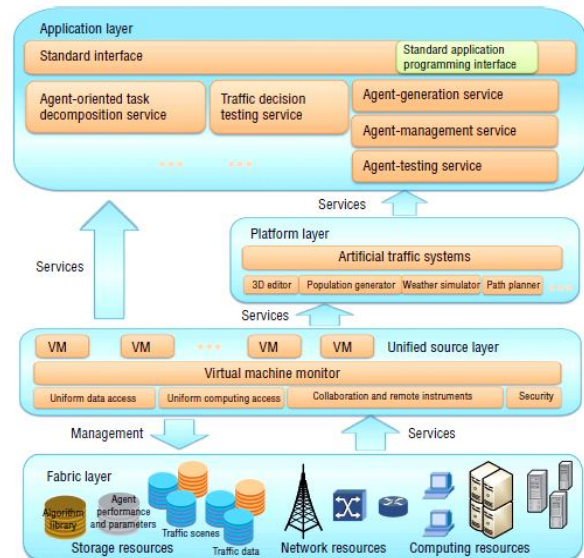 Application layer
Standard interface
Standard application
programming interface
Agent-oriented task
decomposition service
Traffic decision
testing service
Agent-generation service
Agent-management service
Agent-testing service
Services
Platform layer
Artificial traffic systems
3D editor
Population generator
Weather simulator
Path planner
Services
Services
VM
VM
VM
VM
Unified source layer
Virtual machine monitor
Uniform data access
Uniform computing access
Collaboration and remote instruments
Security
Management
Services
Fabric layer
Algorithm
library
Agent
performance
and parameters
Traffic scenes
Traffic data
Storage resources
Network resources
Computing resources